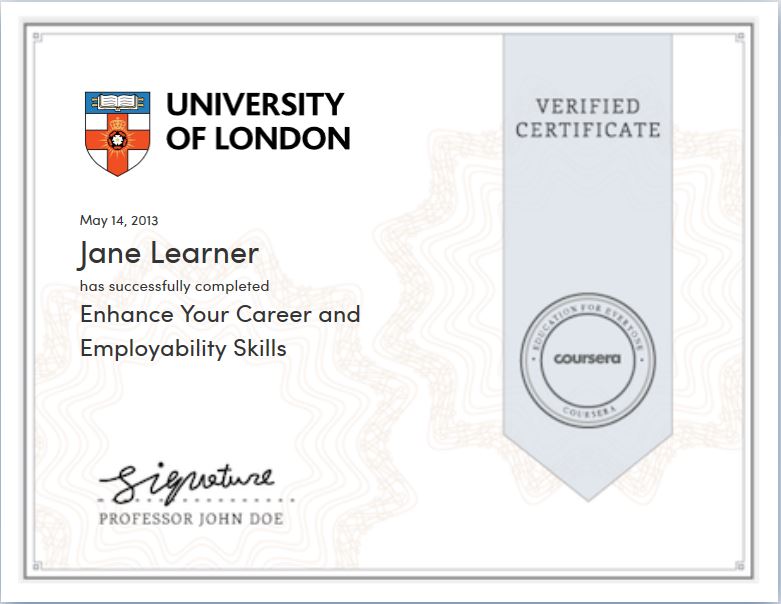 UNIVERSITY
OF LONDON
VERIFIED
CERTIFICATE
May 14, 2013
Jane Learner
has successfully completed
Enhance Your Career and
Employability Skills
EDUCATION FOR EVERYONE
coursera
COURSERA
Signature
PROFESSOR JOHN DOE